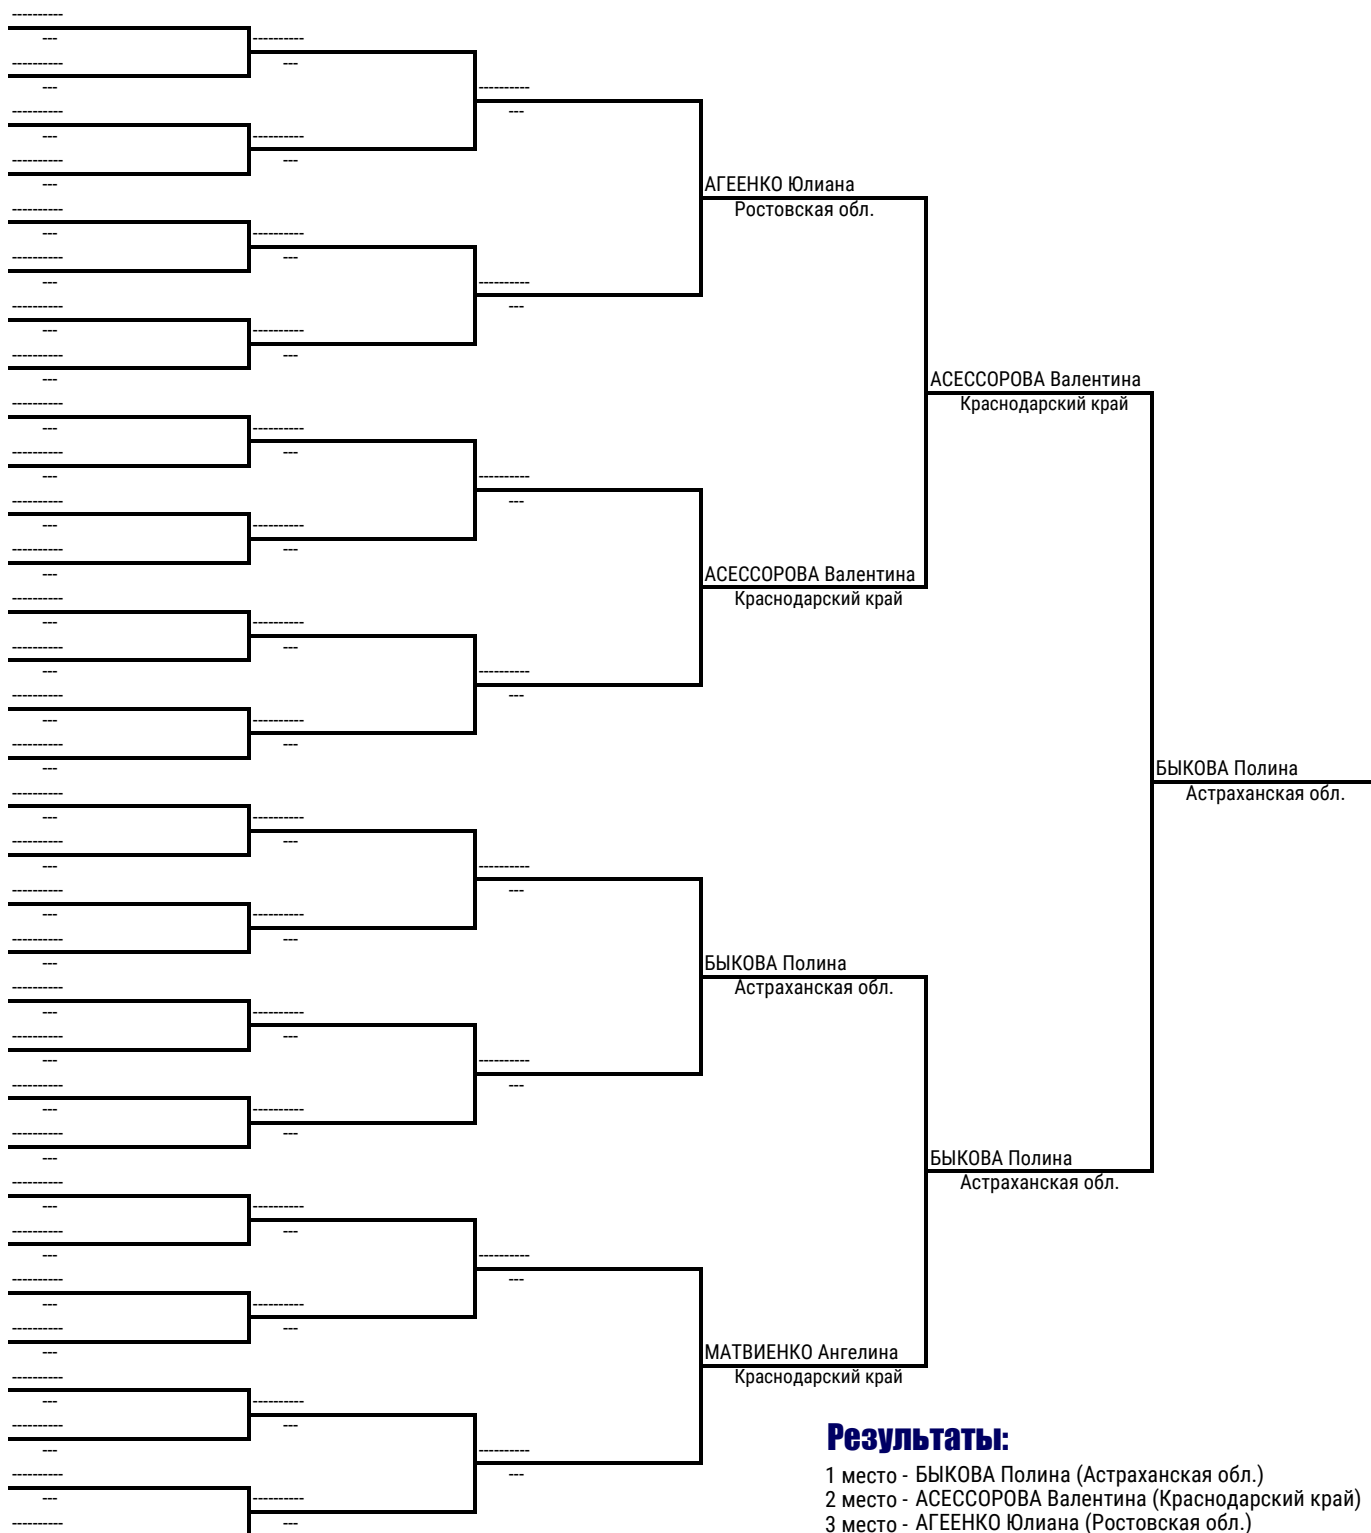 АГЕЕНКО Юлиана
Ростовская обл.
АСЕССОРОВА Валентина
Краснодарский край
АСЕССОРОВА Валентина
Краснодарский край
БЫКОВА Полина
Астраханская обл.
БЫКОВА Полина
Астраханская обл.
БЫКОВА Полина
Астраханская обл.
МАТВИЕНКО Ангелина
Краснодарский край
Результаты:
1 место - БЫКОВА Полина (Астраханская обл.)
2 место - АСЕССОРОВА Валентина (Краснодарский край)
3 место - АГЕЕНКО Юлиана (Ростовская обл.)